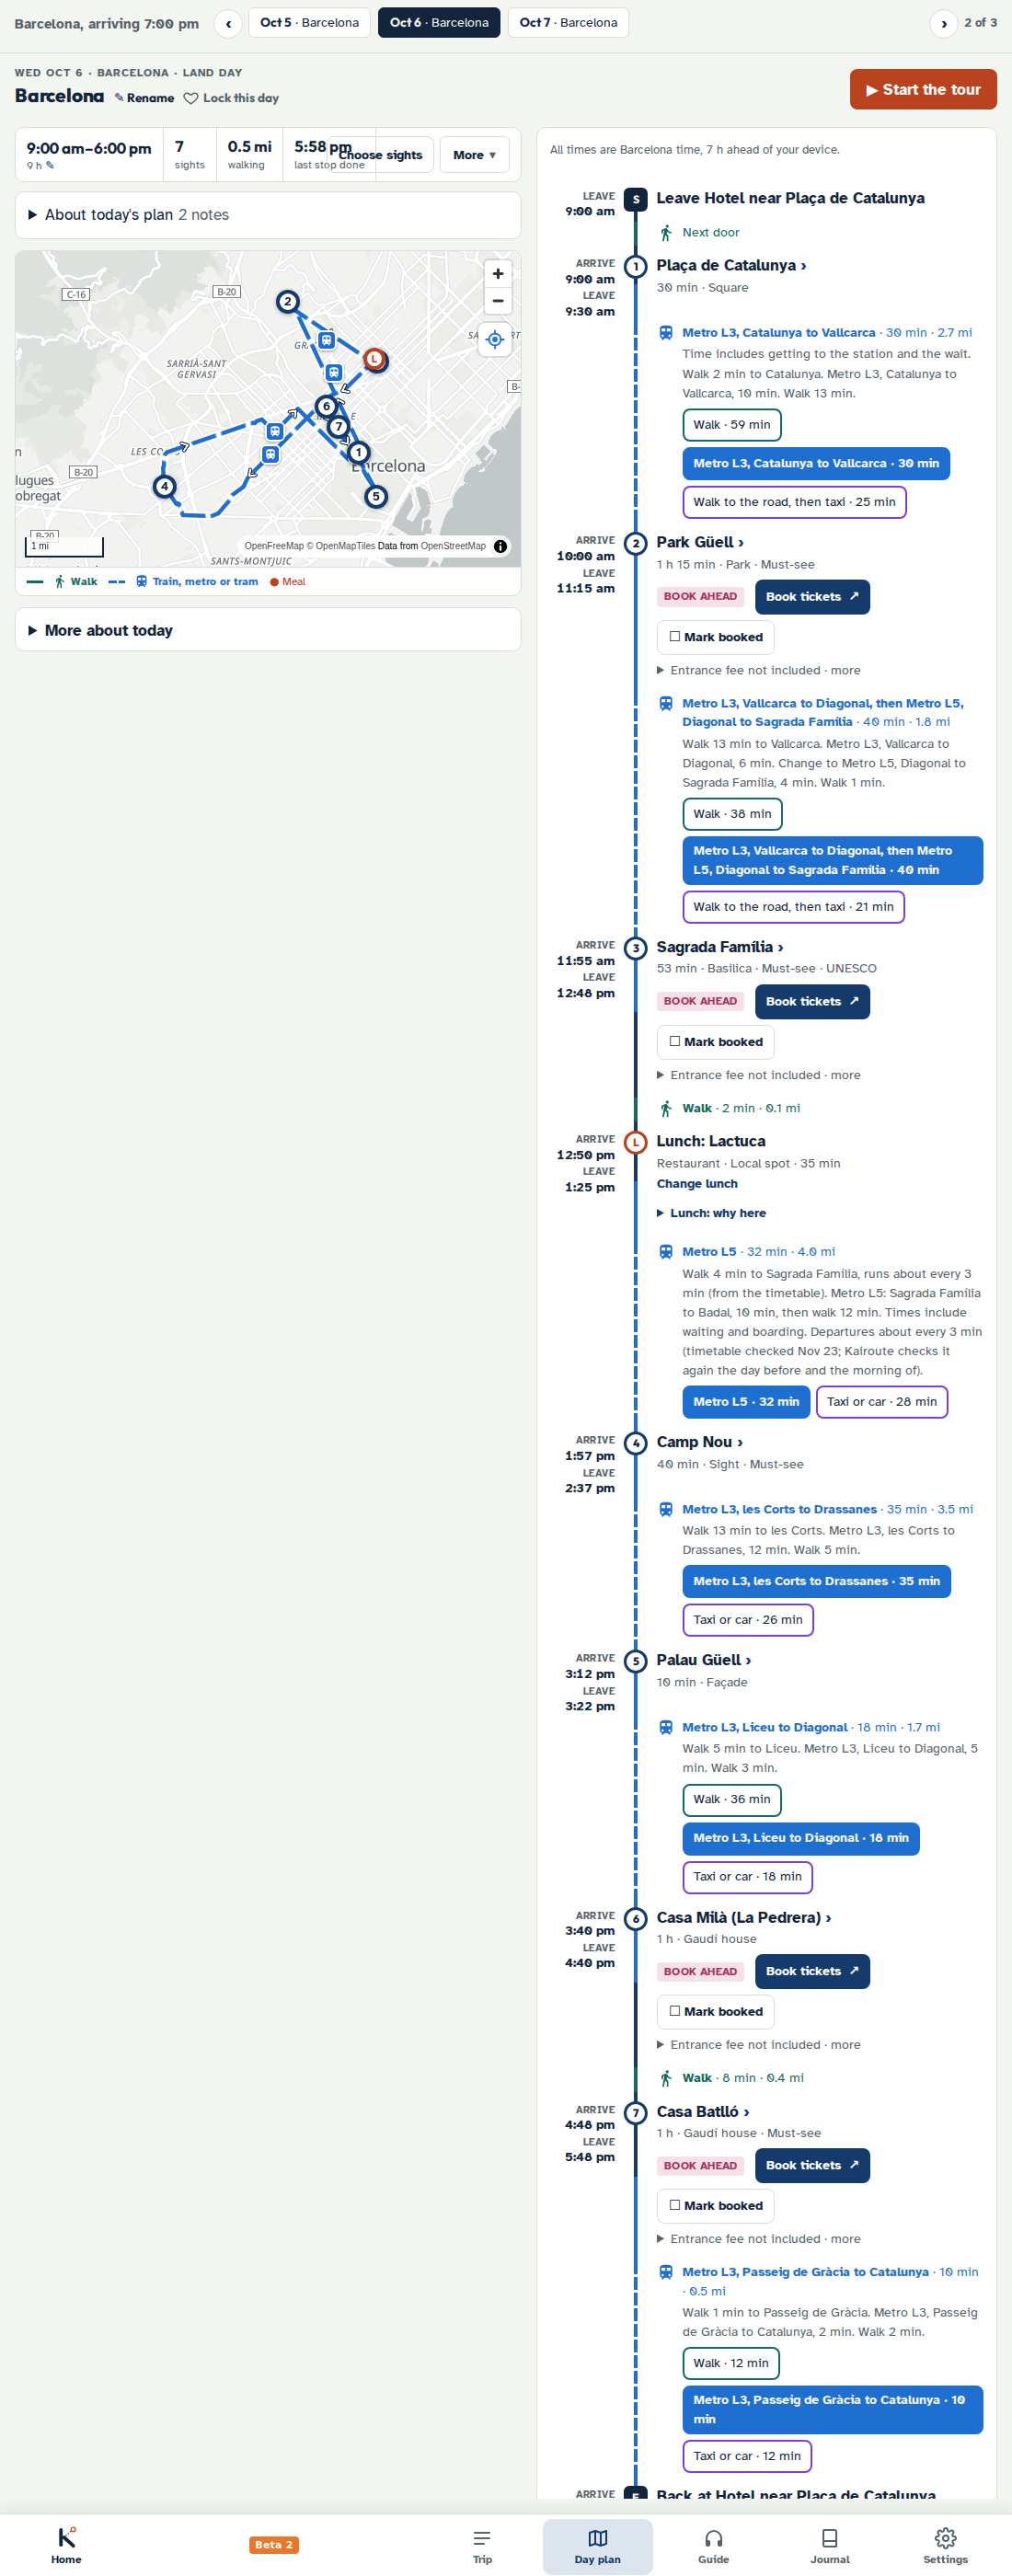 Barcelona, arriving 7:00 pm
‹
Oct 5 · Barcelona
Oct 6 · Barcelona
Oct 7 · Barcelona
›
2 of 3
WED OCT 6 · BARCELONA · LAND DAY
Barcelona
✎ Rename
Lock this day
▶ Start the tour
9:00 am–6:00 pm
9 h ✎
7
sights
0.5 mi
walking
5:58 pm
last stop done
Choose sights
More ▾
▶ About today's plan 2 notes
C-16
B-20
2
SARRIÀ-SANT
GERVASI
L
6
7
1
LES CO
Barcelona
4
5
B-20
lugues
obregat
B-20
1 mi
SANTS-MONTJUIC
OpenFreeMap © OpenMapTiles Data from OpenStreetMap
+
−
Walk
Train, metro or tram
Meal
▶ More about today
All times are Barcelona time, 7 h ahead of your device.
LEAVE
9:00 am
S
Leave Hotel near Plaça de Catalunya
Next door
ARRIVE
9:00 am
LEAVE
9:30 am
1
Plaça de Catalunya ›
30 min · Square
Metro L3, Catalunya to Vallcarca · 30 min · 2.7 mi
Time includes getting to the station and the wait.
Walk 2 min to Catalunya. Metro L3, Catalunya to
Vallcarca, 10 min. Walk 13 min.
Walk · 59 min
Metro L3, Catalunya to Vallcarca · 30 min
Walk to the road, then taxi · 25 min
ARRIVE
10:00 am
LEAVE
11:15 am
2
Park Güell ›
1 h 15 min · Park · Must-see
BOOK AHEAD
Book tickets ↗
☐ Mark booked
▶ Entrance fee not included · more
Metro L3, Vallcarca to Diagonal, then Metro L5,
Diagonal to Sagrada Família · 40 min · 1.8 mi
Walk 13 min to Vallcarca. Metro L3, Vallcarca to
Diagonal, 6 min. Change to Metro L5, Diagonal to
Sagrada Família, 4 min. Walk 1 min.
Walk · 38 min
Metro L3, Vallcarca to Diagonal, then Metro
L5, Diagonal to Sagrada Família · 40 min
Walk to the road, then taxi · 21 min
ARRIVE
11:55 am
LEAVE
12:48 pm
3
Sagrada Família ›
53 min · Basilica · Must-see · UNESCO
BOOK AHEAD
Book tickets ↗
☐ Mark booked
▶ Entrance fee not included · more
Walk · 2 min · 0.1 mi
ARRIVE
12:50 pm
LEAVE
1:25 pm
L
Lunch: Lactuca
Restaurant · Local spot · 35 min
Change lunch
▶ Lunch: why here
Metro L5 · 32 min · 4.0 mi
Walk 4 min to Sagrada Família, runs about every 3
min (from the timetable). Metro L5: Sagrada Família
to Badal, 10 min, then walk 12 min. Times include
waiting and boarding. Departures about every 3 min
(timetable checked Nov 23; Kairoute checks it
again the day before and the morning of).
Metro L5 · 32 min
Taxi or car · 28 min
ARRIVE
1:57 pm
LEAVE
2:37 pm
4
Camp Nou ›
40 min · Sight · Must-see
Metro L3, les Corts to Drassanes · 35 min · 3.5 mi
Walk 13 min to les Corts. Metro L3, les Corts to
Drassanes, 12 min. Walk 5 min.
Metro L3, les Corts to Drassanes · 35 min
Taxi or car · 26 min
ARRIVE
3:12 pm
LEAVE
3:22 pm
5
Palau Güell ›
10 min · Façade
Metro L3, Liceu to Diagonal · 18 min · 1.7 mi
Walk 5 min to Liceu. Metro L3, Liceu to Diagonal, 5
min. Walk 3 min.
Walk · 36 min
Metro L3, Liceu to Diagonal · 18 min
Taxi or car · 18 min
ARRIVE
3:40 pm
LEAVE
4:40 pm
6
Casa Milà (La Pedrera) ›
1 h · Gaudí house
BOOK AHEAD
Book tickets ↗
☐ Mark booked
▶ Entrance fee not included · more
Walk · 8 min · 0.4 mi
ARRIVE
4:48 pm
LEAVE
5:48 pm
7
Casa Batlló ›
1 h · Gaudí house · Must-see
BOOK AHEAD
Book tickets ↗
☐ Mark booked
▶ Entrance fee not included · more
Metro L3, Passeig de Gràcia to Catalunya · 10 min
· 0.5 mi
Walk 1 min to Passeig de Gràcia. Metro L3, Passeig
de Gràcia to Catalunya, 2 min. Walk 2 min.
Walk · 12 min
Metro L3, Passeig de Gràcia to Catalunya · 10
min
Taxi or car · 12 min
ARRIVE
Back at Hotel near Plaça de Catalunya
Home
Beta 2
Trip
Day plan
Guide
Journal
Settings